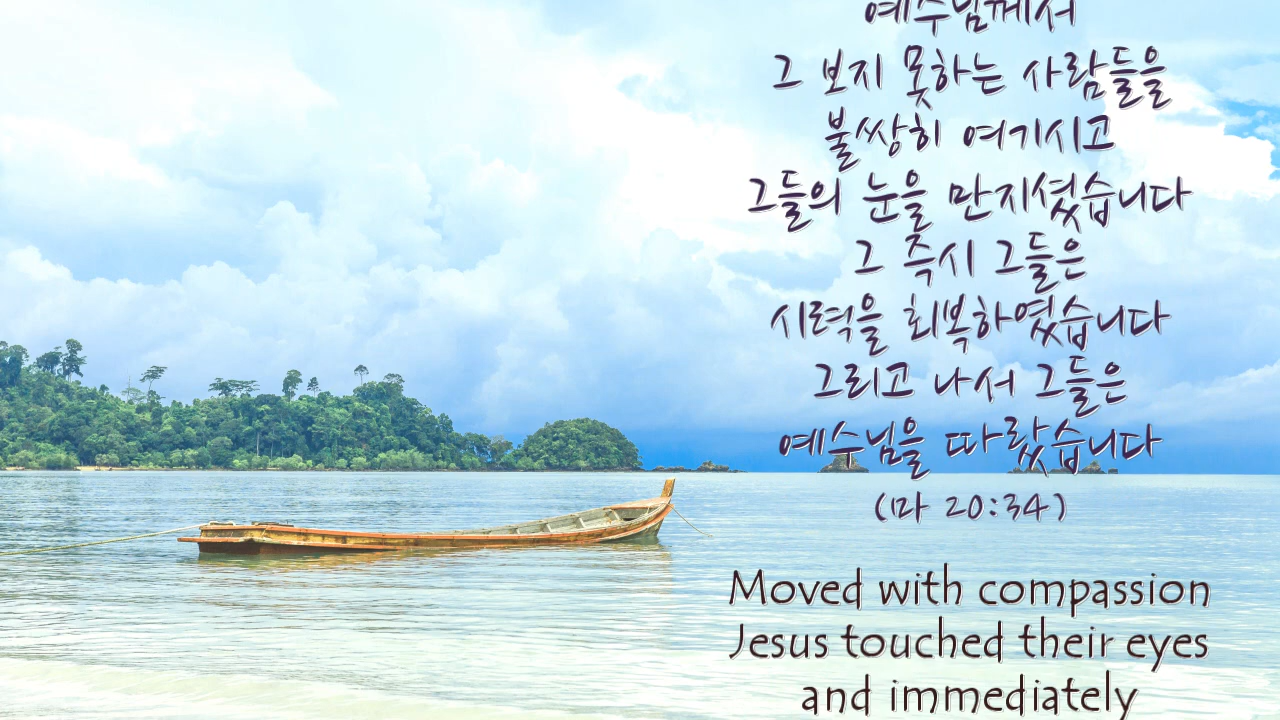 예수님께서
그 보지 못하는 사람들을
불쌍히 여기시고
그들의 눈을 만지셨습니다
그 즉시 그들은
시력을 회복하였습니다
그리고 나서 그들은
예수님을 따랐습니다
(마 20:34)
Moved with compassion
Jesus touched their eyes
and immediately